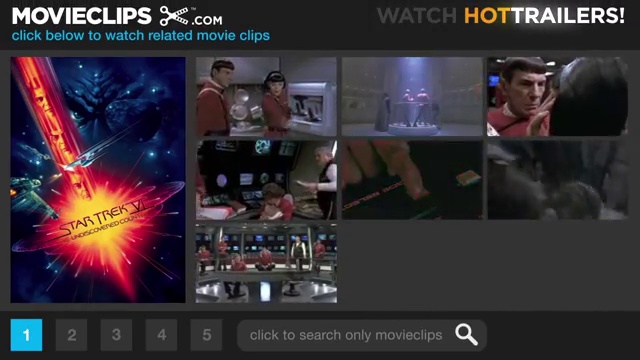 MOVIECLIPS .COM
click below to watch related movie clips
WATCH HOTTRAILERS!
STAR TREK VI
THE UNDISCOVERED COUNTRY
1 2 3 4 5
click to search only movieclips